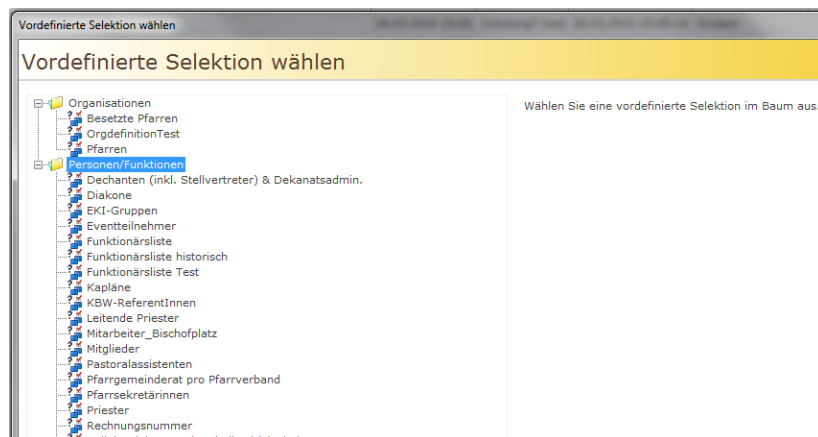 Vordefinierte Selektion wählen
Vordefinierte Selektion wählen
Organisationen
Besetzte Pfarren
OrgdefinitionTest
Pfarren
Personen/Funktionen
Dechanten (inkl. Stellvertreter) & Dekanatsadmin.
Diakone
EKI-Gruppen
Eventteilnehmer
Funktionärsliste
Funktionärsliste historisch
Funktionärsliste Test
Kapläne
KBW-ReferentInnen
Leitende Priester
Mitarbeiter_Bischofplatz
Mitglieder
Pastoralassistenten
Pfarrgemeinderat pro Pfarrverband
Pfarrsekretärinnen
Priester
Rechnungsnummer
Wählen Sie eine vordefinierte Selektion im Baum aus.